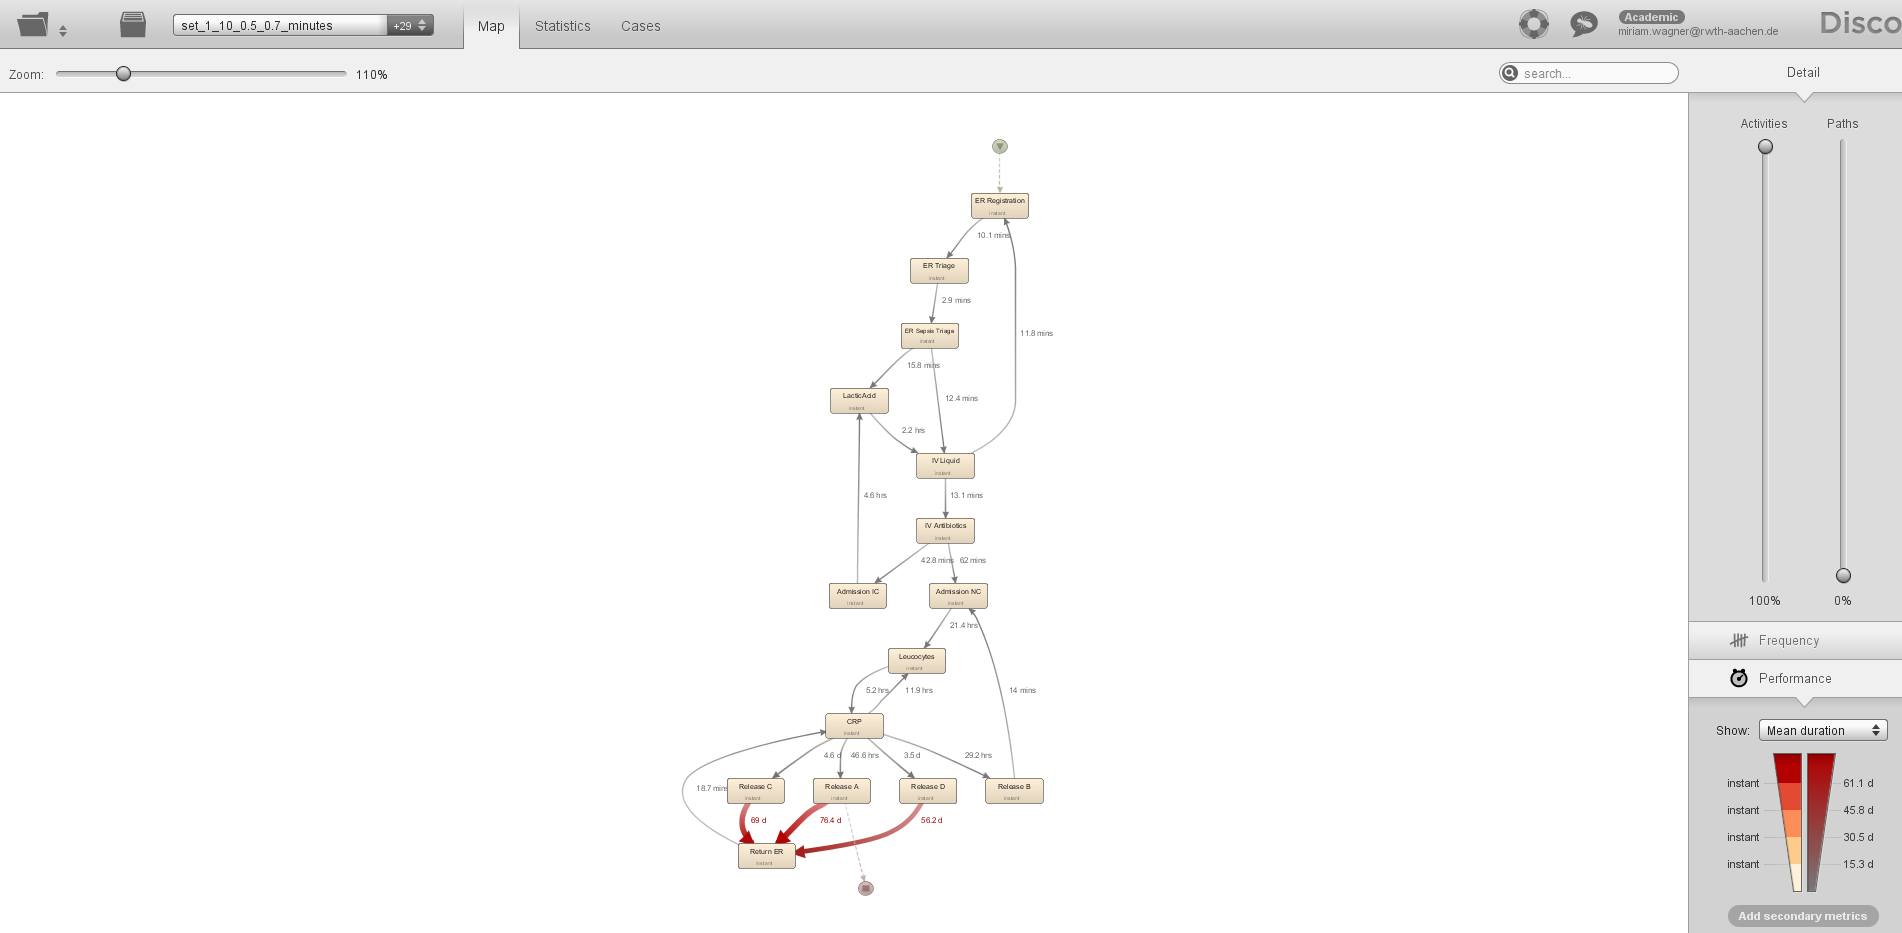 set_1_10_0.5_0.7_minutes
+29
Map
Statistics
Cases
Academic
miriam.wagner@rwth-aachen.de
Disco
Zoom:
110%
search...
Detail
Activities
Paths
ER Registration
instant
10.1 mins
ER Triage
instant
2.9 mins
ER Sepsis Triage
instant
11.8 mins
15.8 mins
LacticAcid
instant
12.4 mins
2.2 hrs
IV Liquid
instant
4.6 hrs
13.1 mins
IV Antibiotics
instant
42.8 mins
62 mins
Admission IC
instant
Admission NC
instant
21.4 hrs
Leucocytes
instant
5.2 hrs
11.9 hrs
14 mins
CRP
instant
4.6 d
46.6 hrs
3.5 d
29.2 hrs
18.7 mins
Release C
instant
Release A
instant
Release D
instant
Release B
instant
69 d
76.4 d
56.2 d
Return ER
instant
100%
0%
Frequency
Performance
Show:
Mean duration
instant
61.1 d
instant
45.8 d
instant
30.5 d
instant
15.3 d
Add secondary metrics